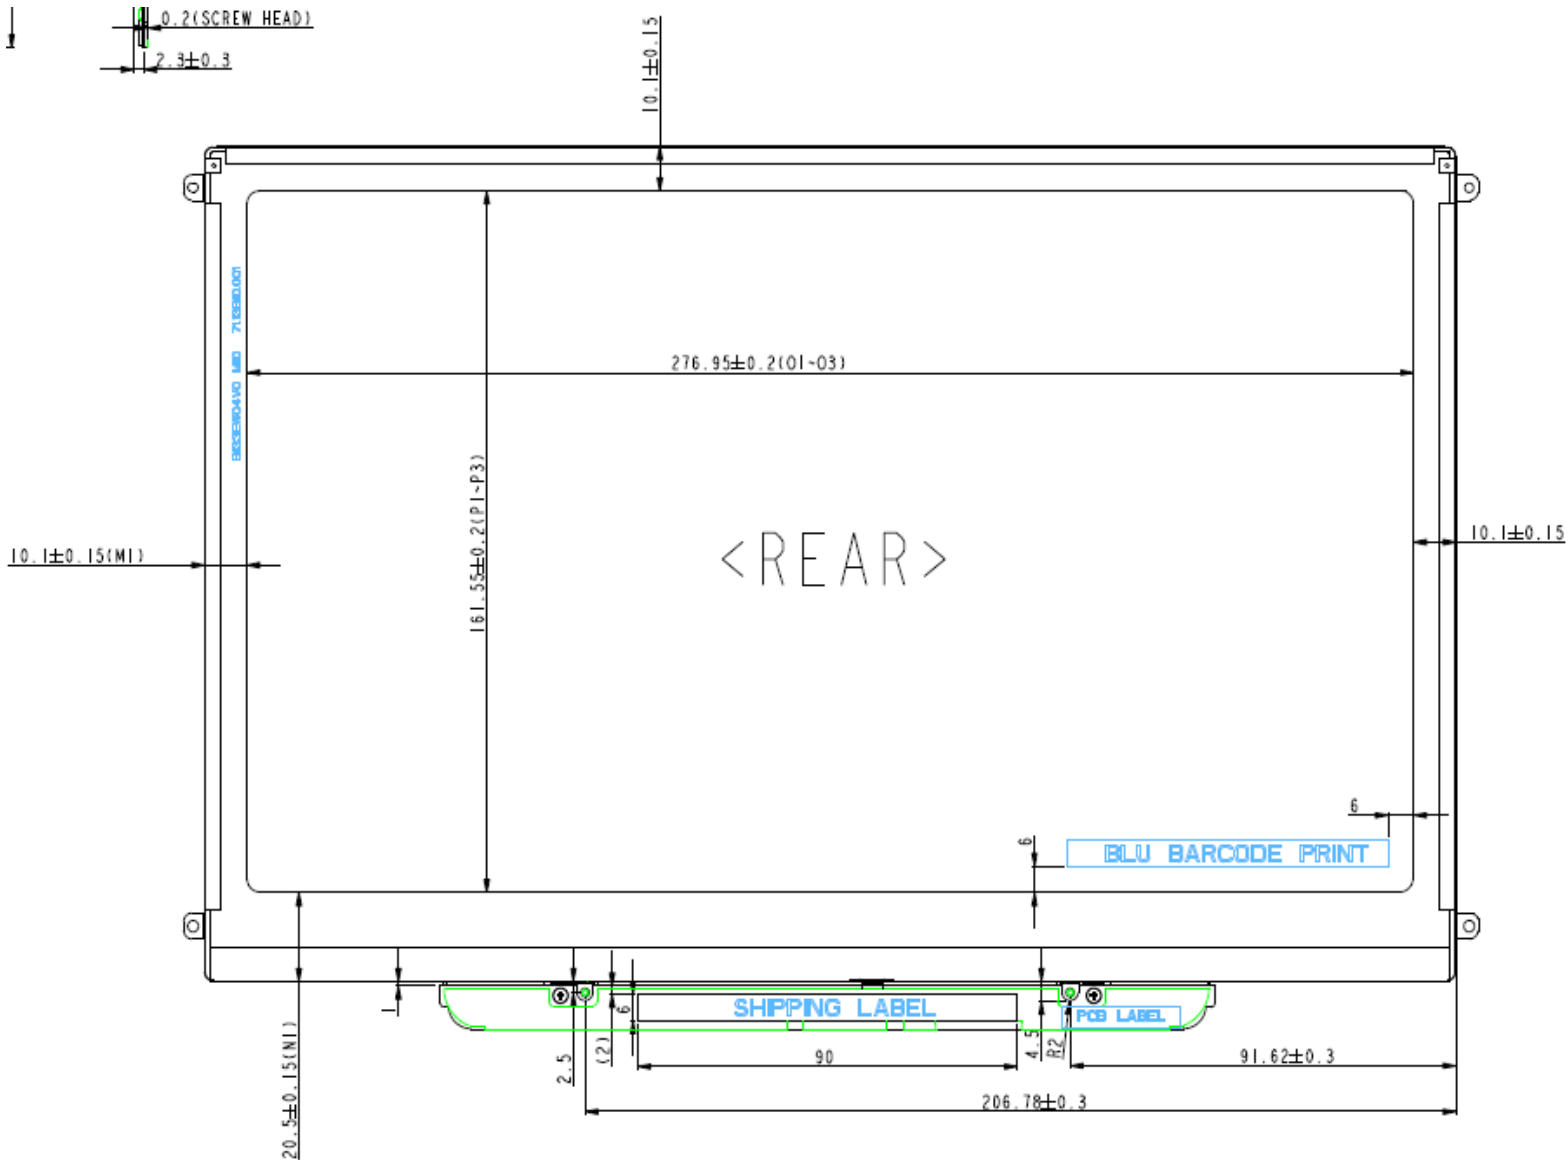 0.2(SCREW HEAD)
2.3±0.3
10.1±0.15
276.95±0.2(O1~O3)
161.55±0.2(P1~P3)
<REAR>
10.1±0.15(M1)
10.1±0.15
6
6
BLU BARCODE PRINT
SHIPPING LABEL
PCB LABEL
1
2.5
(2)
6
90
4.5
R2
91.62±0.3
206.78±0.3
20.5±0.15(N1)